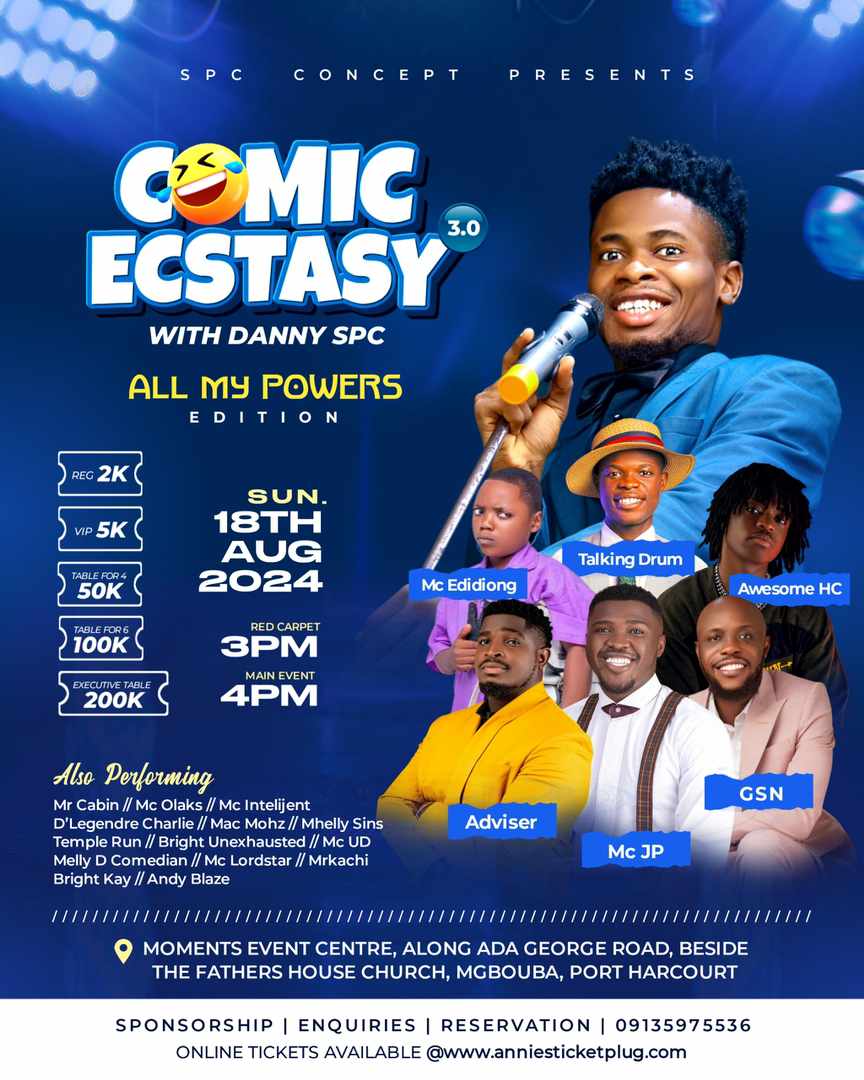 SPC CONCEPT PRESENTS
COMIC
ECSTASY
3.0
WITH DANNY SPC
ALL MY POWERS
EDITION
REG 2K
VIP 5K
TABLE FOR 4
50K
TABLE FOR 6
100K
EXECUTIVE TABLE
200K
SUN.
18TH
AUG
2024
RED CARPET
3PM
MAIN EVENT
4PM
Mc Edidiong
Talking Drum
Awesome HC
Adviser
Mc JP
GSN
Also Performing
Mr Cabin // Mc Olaks // Mc Intelijent
D'Legendre Charlie // Mac Mohz // Mhelly Sins
Temple Run // Bright Unexhausted // Mc UD
Melly D Comedian // Mc Lordstar // Mrkachi
Bright Kay // Andy Blaze
MOMENTS EVENT CENTRE, ALONG ADA GEORGE ROAD, BESIDE
THE FATHERS HOUSE CHURCH, MGBOUBA, PORT HARCOURT
SPONSORSHIP | ENQUIRIES | RESERVATION | 09135975536
ONLINE TICKETS AVAILABLE @www.anniesticketplug.com